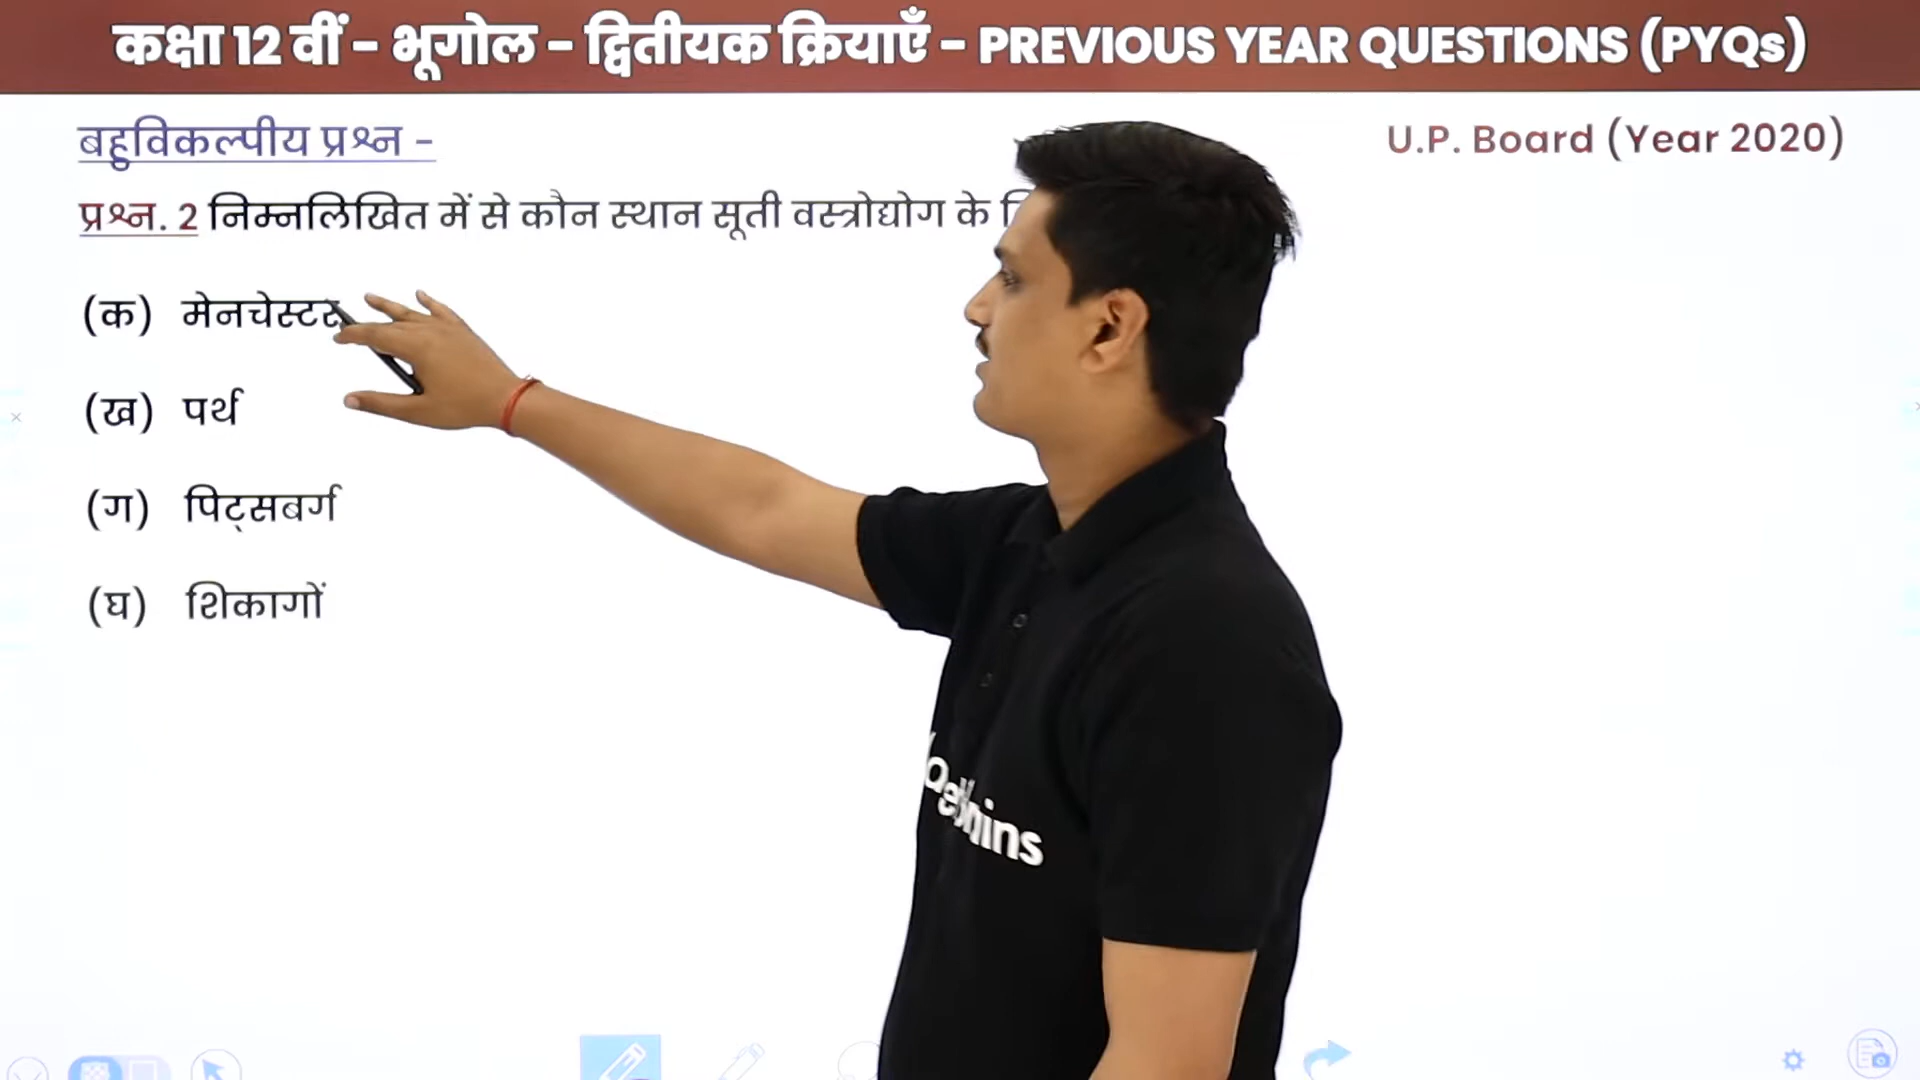 कक्षा 12 वीं - भूगोल - द्वितीयक क्रियाएँ - PREVIOUS YEAR QUESTIONS (PYQs)
बहुविकल्पीय प्रश्न -
U.P. Board (Year 2020)
प्रश्न. 2 निम्नलिखित में से कौन स्थान सूती वस्त्रोद्योग के
(क) मेनचेस्टर
(ख) पर्थ
(ग) पिट्सबर्ग
(घ) शिकागों